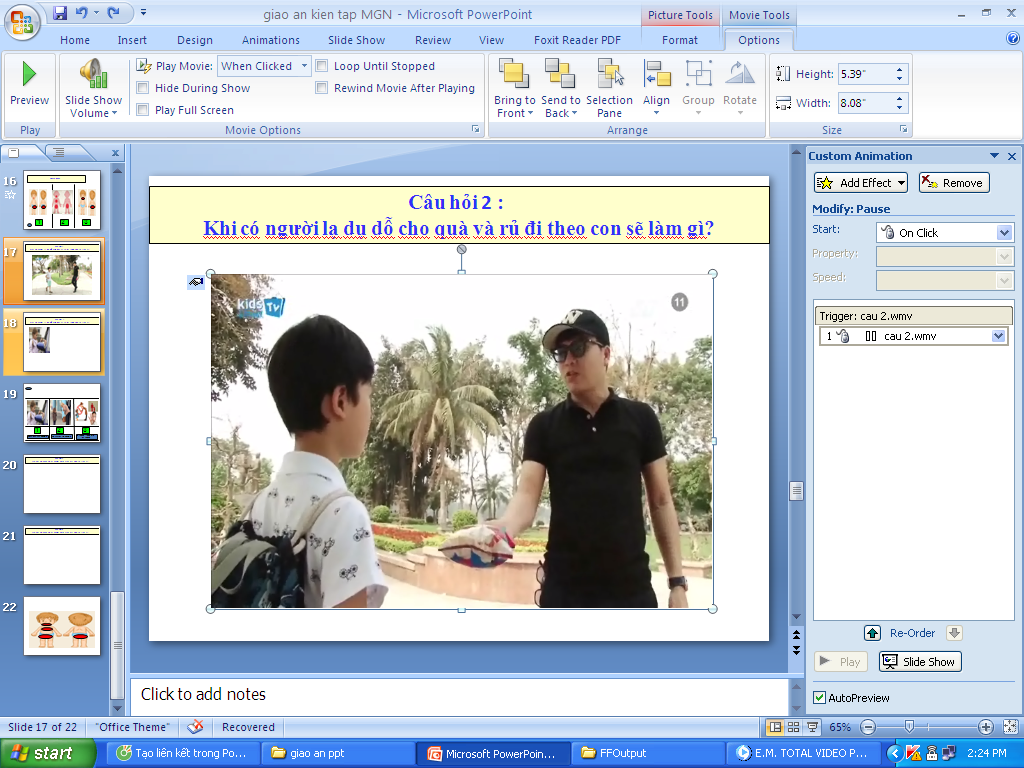 giao an kien tap MGN - Microsoft PowerPoint
Picture Tools
Movie Tools
Home
Insert
Design
Animations
Slide Show
Review
View
Foxit Reader PDF
Format
Options
Preview
Slide Show Volume
Play Movie:
When Clicked
Hide During Show
Play Full Screen
Loop Until Stopped
Rewind Movie After Playing
Bring to Front
Send to Back
Selection Pane
Align
Group
Rotate
Height:
5.39"
Width:
8.08"
Play
Movie Options
Arrange
Size
16
17
18
19
20
21
22
Câu hỏi 2 :
Khi có người lạ dụ dỗ cho quà và rủ đi theo con sẽ làm gì?
kids TV
11
Click to add notes
Custom Animation
Add Effect
Remove
Modify: Pause
Start:
On Click
Property:
Speed:
Trigger: cau 2.wmv
1
cau 2.wmv
Re-Order
Play
Slide Show
AutoPreview
Slide 17 of 22
"Office Theme"
Recovered
65%
start
Tạo liên kết trong Po...
giao an ppt
Microsoft PowerPoin...
FFOutput
E.M. TOTAL VIDEO P...
2:24 PM